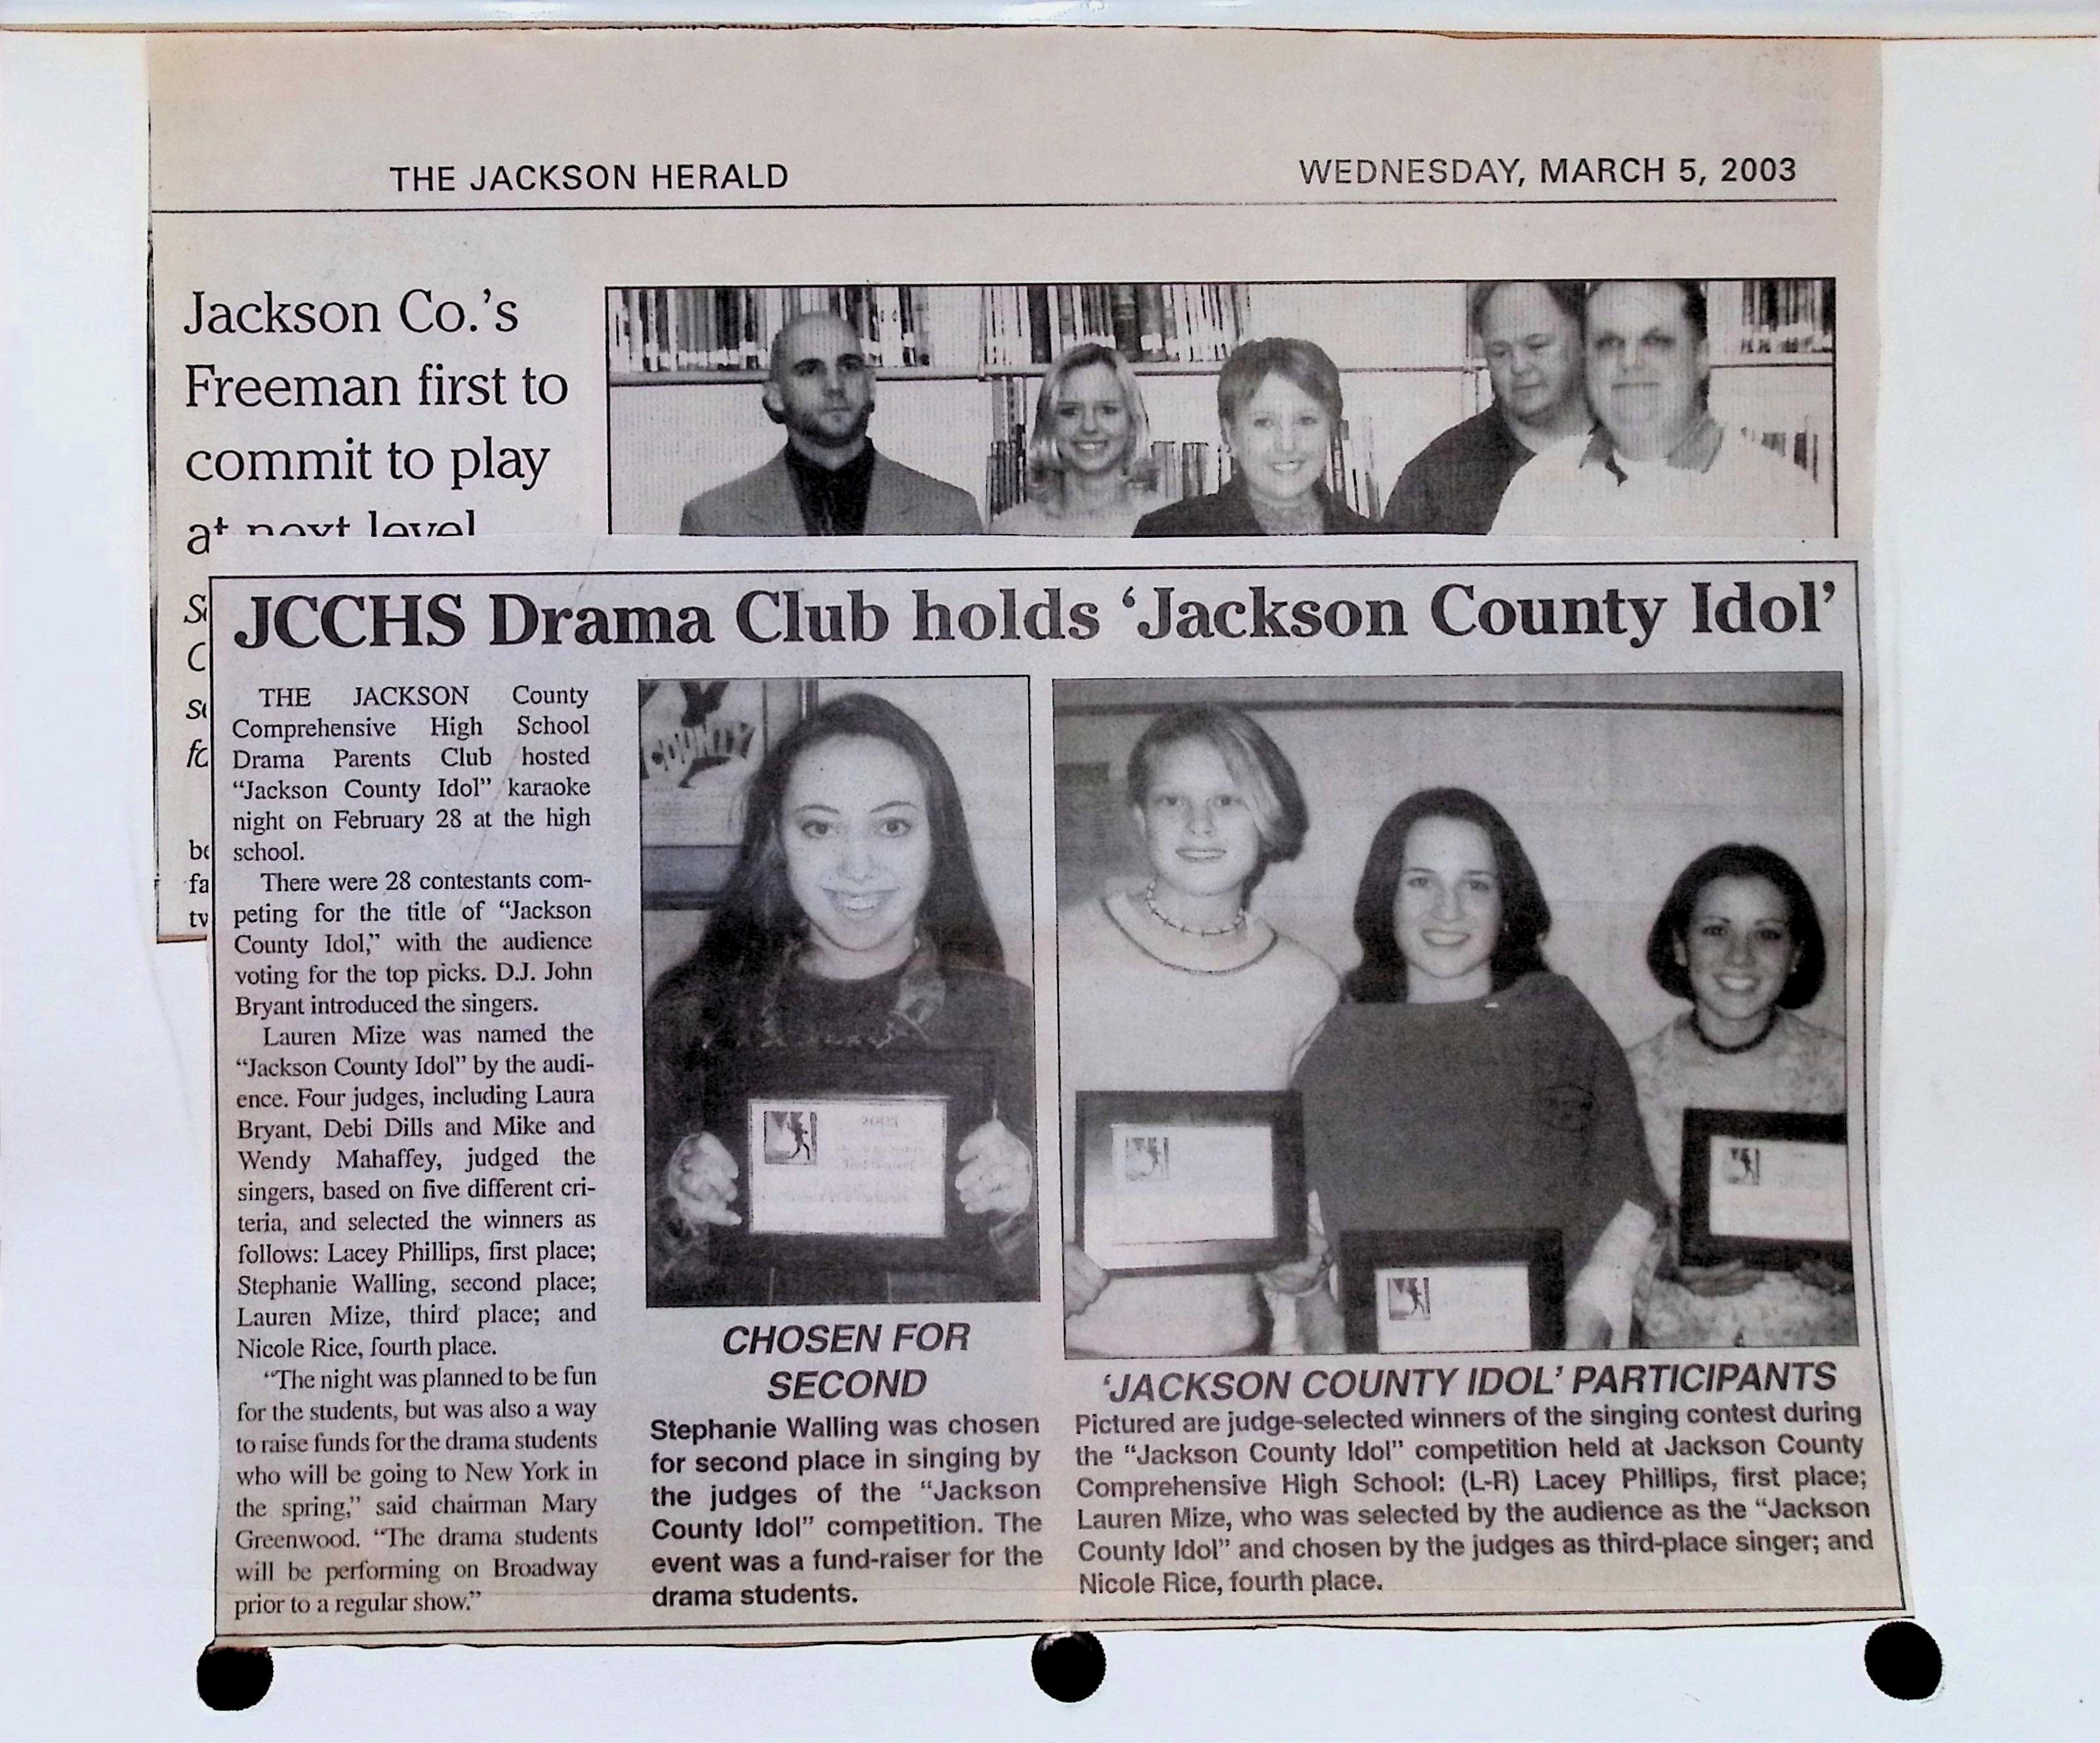 THE JACKSON HERALD
WEDNESDAY, MARCH 5, 2003
Jackson Co.'s
Freeman first to
commit to play
at next level
JCCHS Drama Club holds ‘Jackson County Idol’
THE JACKSON County
Comprehensive High School
Drama Parents Club hosted
“Jackson County Idol” karaoke
night on February 28 at the high
school.
There were 28 contestants com-
peting for the title of “Jackson
County Idol,” with the audience
voting for the top picks. D.J. John
Bryant introduced the singers.
Lauren Mize was named the
“Jackson County Idol” by the audi-
ence. Four judges, including Laura
Bryant, Debi Dills and Mike and
Wendy Mahaffey, judged the
singers, based on five different cri-
teria, and selected the winners as
follows: Lacey Phillips, first place;
Stephanie Walling, second place;
Lauren Mize, third place; and
Nicole Rice, fourth place.
“The night was planned to be fun
for the students, but was also a way
to raise funds for the drama students
who will be going to New York in
the spring,” said chairman Mary
Greenwood. “The drama students
will be performing on Broadway
prior to a regular show.”
COUNTY
CHOSEN FOR
SECOND
Stephanie Walling was chosen
for second place in singing by
the judges of the “Jackson
County Idol” competition. The
event was a fund-raiser for the
drama students.
‘JACKSON COUNTY IDOL’ PARTICIPANTS
Pictured are judge-selected winners of the singing contest during
the “Jackson County Idol” competition held at Jackson County
Comprehensive High School: (L-R) Lacey Phillips, first place;
Lauren Mize, who was selected by the audience as the “Jackson
County Idol” and chosen by the judges as third-place singer; and
Nicole Rice, fourth place.